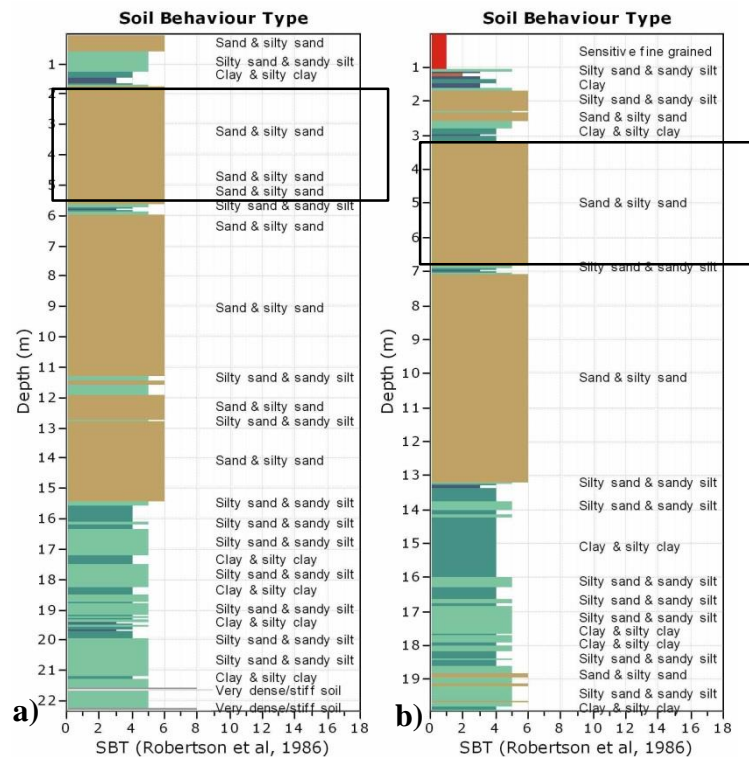 Soil Behaviour Type
Sand & silty sand
Silty sand & sandy silt
Clay & silty clay
Sand & silty sand
Sand & silty sand
Sand & silty sand
Silty sand & sandy silt
Sand & silty sand
Sand & silty sand
Silty sand & sandy silt
Sand & silty sand
Silty sand & sandy silt
Sand & silty sand
Silty sand & sandy silt
Silty sand & sandy silt
Silty sand & sandy silt
Clay & silty clay
Silty sand & sandy silt
Clay & silty clay
Silty sand & sandy silt
Clay & silty clay
Silty sand & sandy silt
Silty sand & sandy silt
Clay & silty clay
Very dense/stiff soil
Very dense/stiff soil
1
2
3
4
5
6
7
8
9
10
11
12
13
14
15
16
17
18
19
20
21
22
Depth (m)
a)
0 2 4 6 8 10 12 14 16 18
SBT (Robertson et al, 1986)
Soil Behaviour Type
Sensitive fine grained
Silty sand & sandy silt
Clay
Silty sand & sandy silt
Sand & silty sand
Clay & silty clay
Sand & silty sand
Silty sand & sandy silt
Sand & silty sand
Silty sand & sandy silt
Silty sand & sandy silt
Clay & silty clay
Silty sand & sandy silt
Silty sand & sandy silt
Silty sand & sandy silt
Clay & silty clay
Clay & silty clay
Silty sand & sandy silt
Sand & silty sand
Silty sand & sandy silt
Clay & silty clay
1
2
3
4
5
6
7
8
9
10
11
12
13
14
15
16
17
18
19
Depth (m)
b)
0 2 4 6 8 10 12 14 16 18
SBT (Robertson et al, 1986)